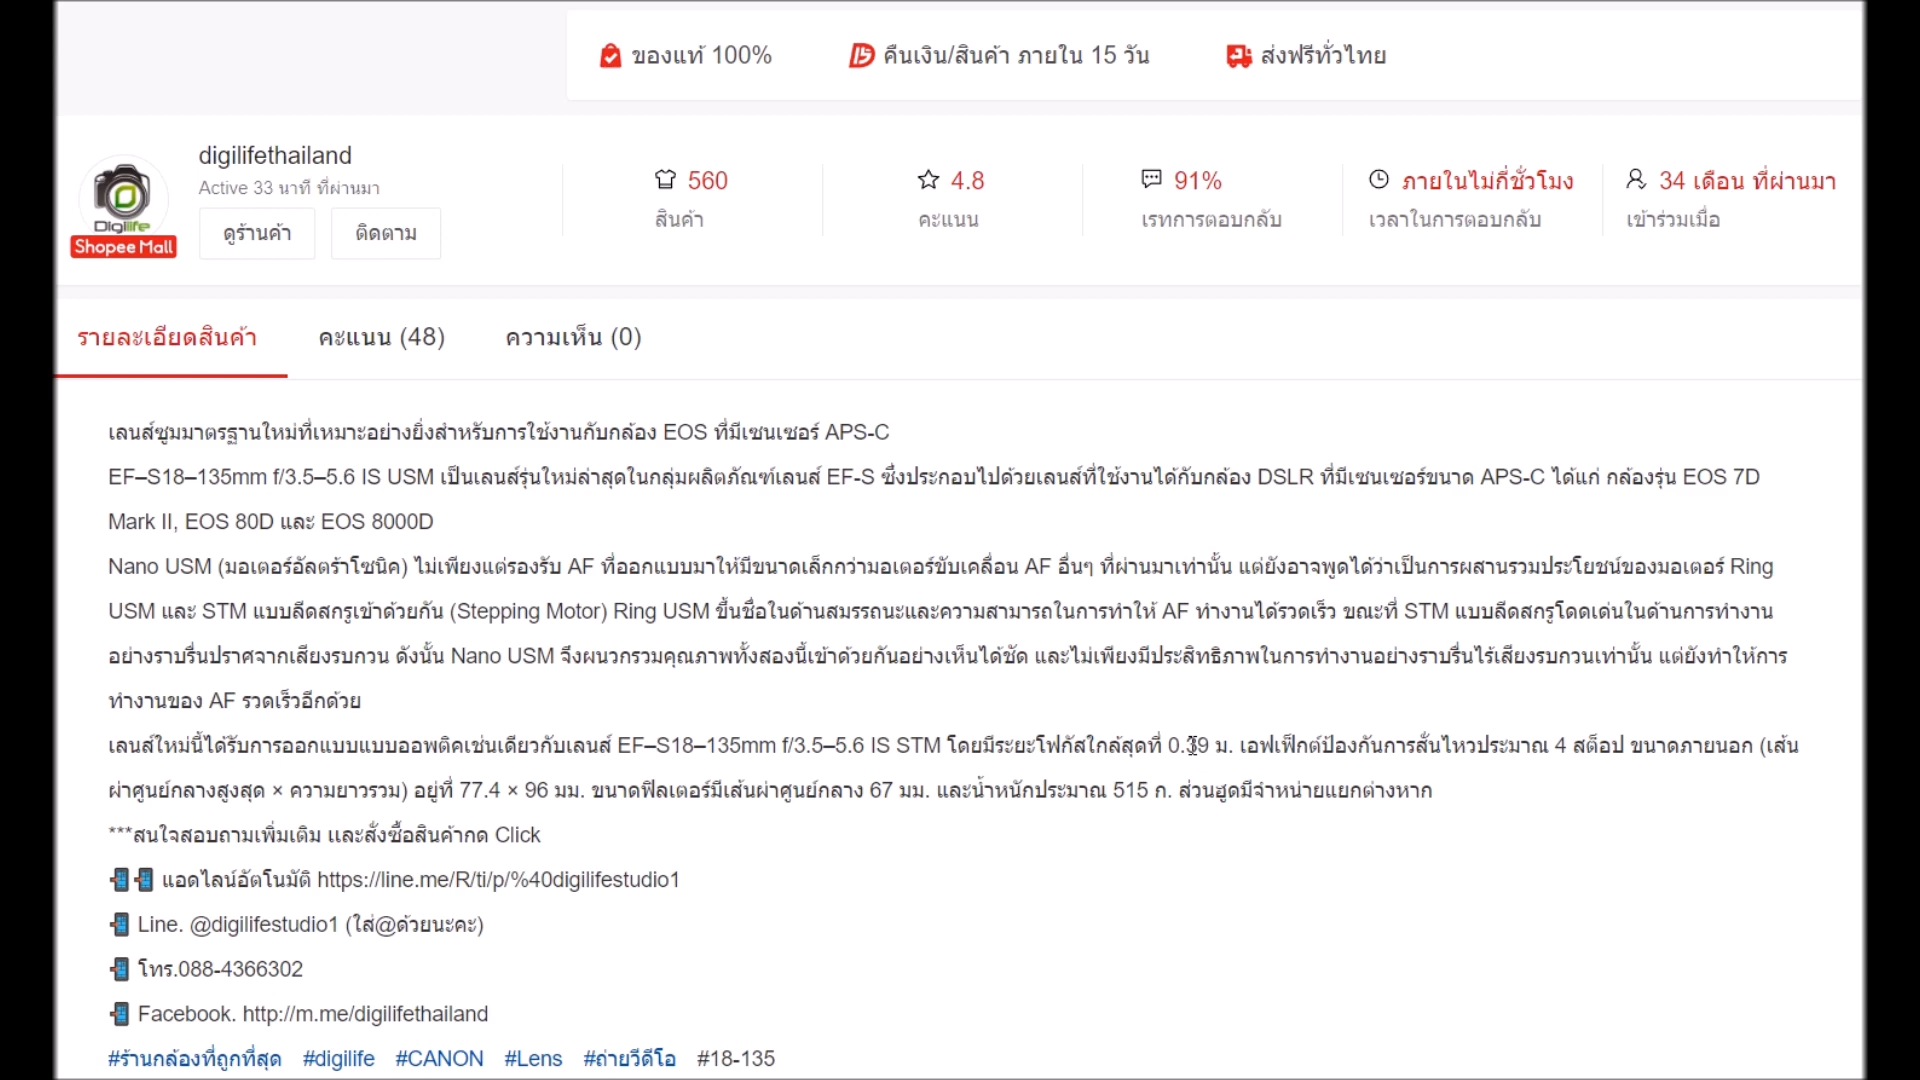 ของแท้ 100% คืนเงิน/สินค้า ภายใน 15 วัน ส่งฟรีทั่วไทย
digilifethailand
Active 33 นาที ที่ผ่านมา
Digilife
Shopee Mall
ดูร้านค้า ติดตาม
560 4.8 91% ภายในไม่กี่ชั่วโมง 34 เดือน ที่ผ่านมา
สินค้า คะแนน เรทการตอบกลับ เวลาในการตอบกลับ เข้าร่วมเมื่อ
รายละเอียดสินค้า คะแนน (48) ความเห็น (0)
เลนส์ซูมมาตรฐานใหม่ที่เหมาะอย่างยิ่งสำหรับการใช้งานกับกล้อง EOS ที่มีเซนเซอร์ APS-C
EF–S18–135mm f/3.5–5.6 IS USM เป็นเลนส์รุ่นใหม่ล่าสุดในกลุ่มผลิตภัณฑ์เลนส์ EF-S ซึ่งประกอบไปด้วยเลนส์ที่ใช้งานได้กับกล้อง DSLR ที่มีเซนเซอร์ขนาด APS-C ได้แก่ กล้องรุ่น EOS 7D
Mark II, EOS 80D และ EOS 8000D
Nano USM (มอเตอร์อัลตร้าโซนิค) ไม่เพียงแต่รองรับ AF ที่ออกแบบมาให้มีขนาดเล็กกว่ามอเตอร์ขับเคลื่อน AF อื่นๆ ที่ผ่านมาเท่านั้น แต่ยังอาจพูดได้ว่าเป็นการผสานรวมประโยชน์ของมอเตอร์ Ring
USM และ STM แบบลีดสกรูเข้าด้วยกัน (Stepping Motor) Ring USM ขึ้นชื่อในด้านสมรรถนะและความสามารถในการทำให้ AF ทำงานได้รวดเร็ว ขณะที่ STM แบบลีดสกรูโดดเด่นในด้านการทำงาน
อย่างราบรื่นปราศจากเสียงรบกวน ดังนั้น Nano USM จึงผนวกรวมคุณภาพทั้งสองนี้เข้าด้วยกันอย่างเห็นได้ชัด และไม่เพียงมีประสิทธิภาพในการทำงานอย่างราบรื่นไร้เสียงรบกวนเท่านั้น แต่ยังทำให้การ
ทำงานของ AF รวดเร็วอีกด้วย
เลนส์ใหม่นี้ได้รับการออกแบบแบบออพติคเช่นเดียวกับเลนส์ EF–S18–135mm f/3.5–5.6 IS STM โดยมีระยะโฟกัสใกล้สุดที่ 0.39 ม. เอฟเฟ็กต์ป้องกันการสั่นไหวประมาณ 4 สต็อป ขนาดภายนอก (เส้น
ผ่าศูนย์กลางสูงสุด × ความยาวรวม) อยู่ที่ 77.4 × 96 มม. ขนาดฟิลเตอร์มีเส้นผ่าศูนย์กลาง 67 มม. และน้ำหนักประมาณ 515 ก. ส่วนฮูดมีจำหน่ายแยกต่างหาก
***สนใจสอบถามเพิ่มเติม และสั่งซื้อสินค้ากด Click
แอดไลน์อัตโนมัติ https://line.me/R/ti/p/%40digilifestudio1
Line. @digilifestudio1 (ใส่@ด้วยนะคะ)
โทร.088-4366302
Facebook. http://m.me/digilifethailand
#ร้านกล้องที่ถูกที่สุด #digilife #CANON #Lens #ถ่ายวีดีโอ #18-135